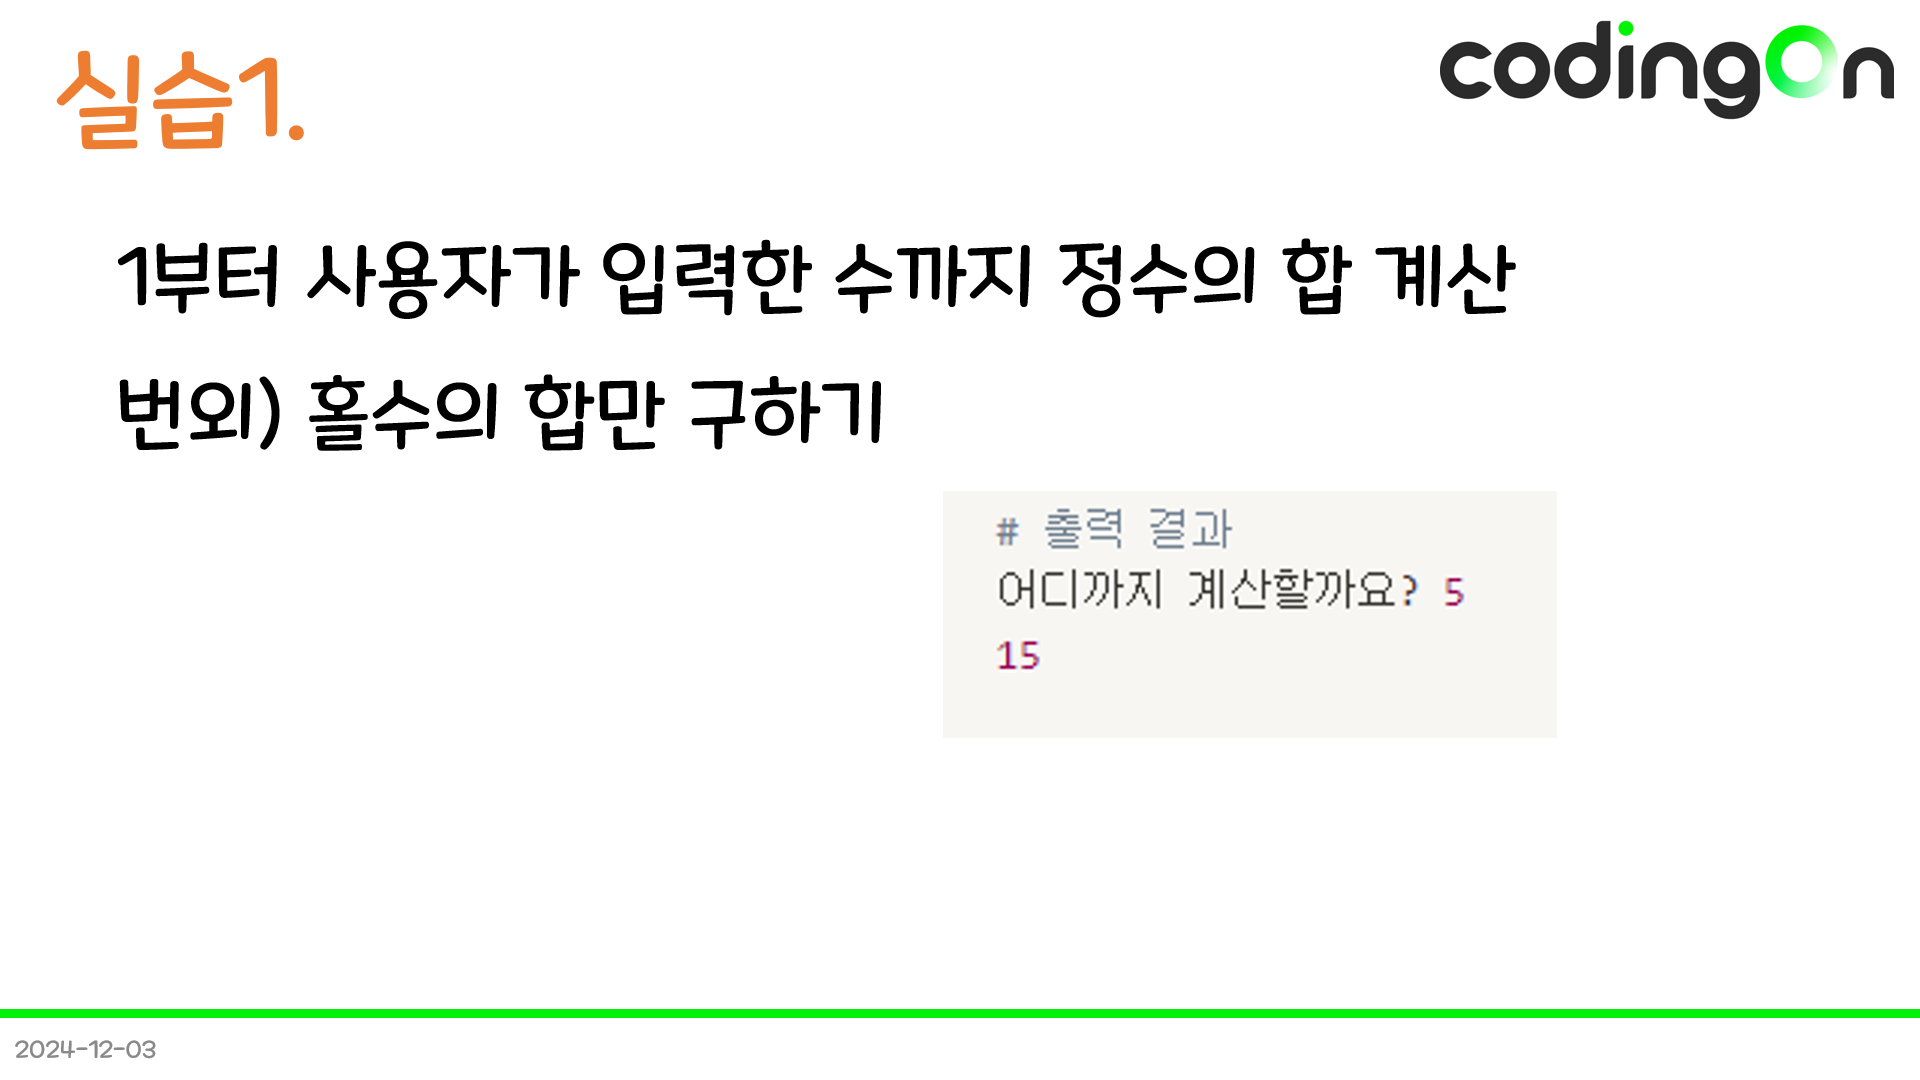 실습1.
codingOn
1부터 사용자가 입력한 수까지 정수의 합 계산
번외) 홀수의 합만 구하기
# 출력 결과
어디까지 계산할까요? 5
15
2024-12-03